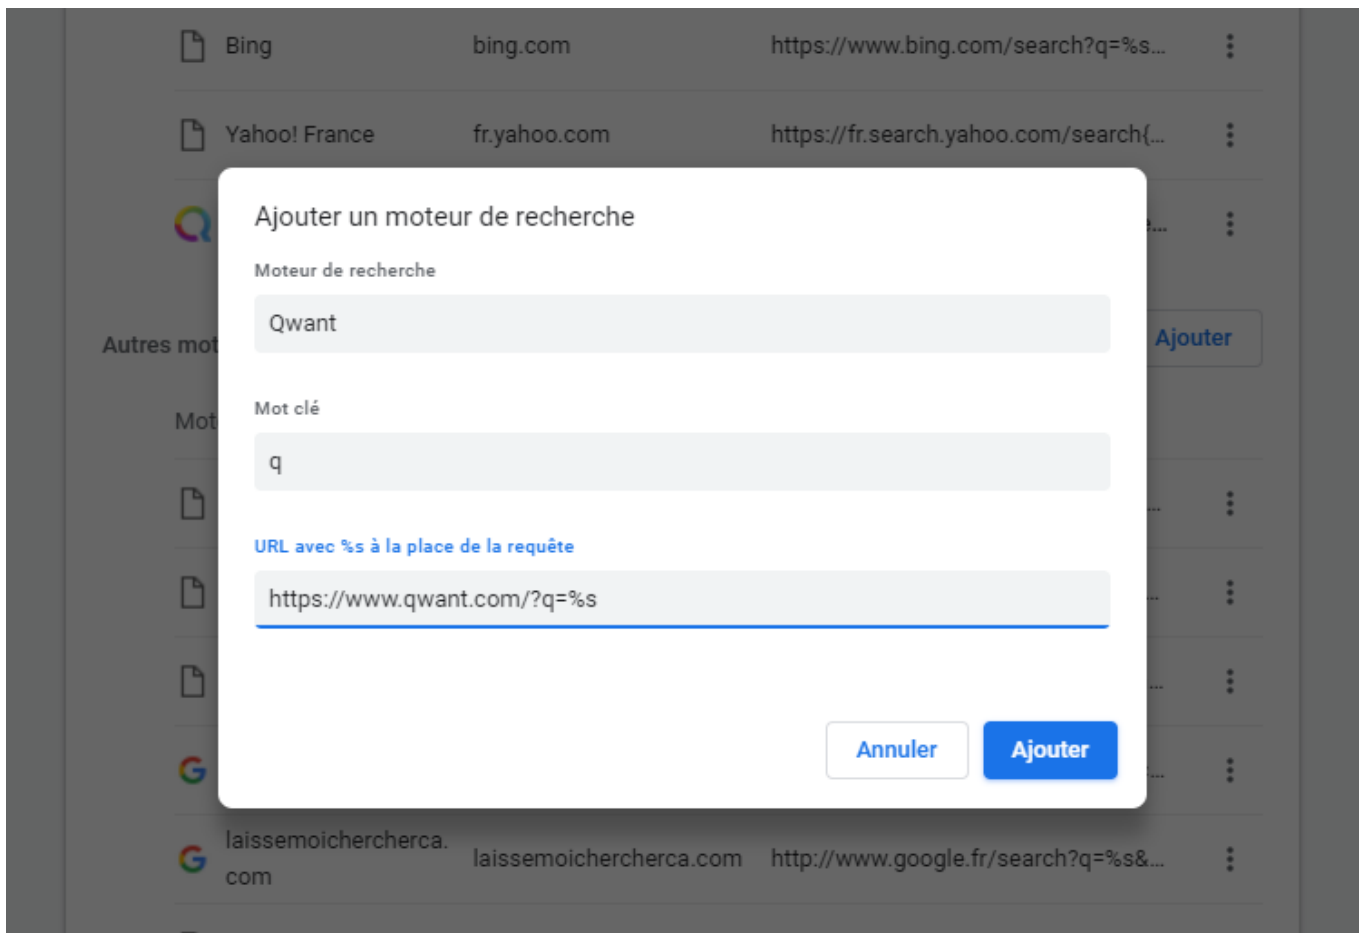 Bing bing.com https://www.bing.com/search?q=%s...
Yahoo! France fr.yahoo.com https://fr.search.yahoo.com/search{...
Ajouter un moteur de recherche
Moteur de recherche
Qwant
Autres mot
Ajouter
Mot clé
Mot
q
URL avec %s à la place de la requête
https://www.qwant.com/?q=%s
Annuler Ajouter
laissemoichercherca.
com
laissemoichercherca.com http://www.google.fr/search?q=%s&...